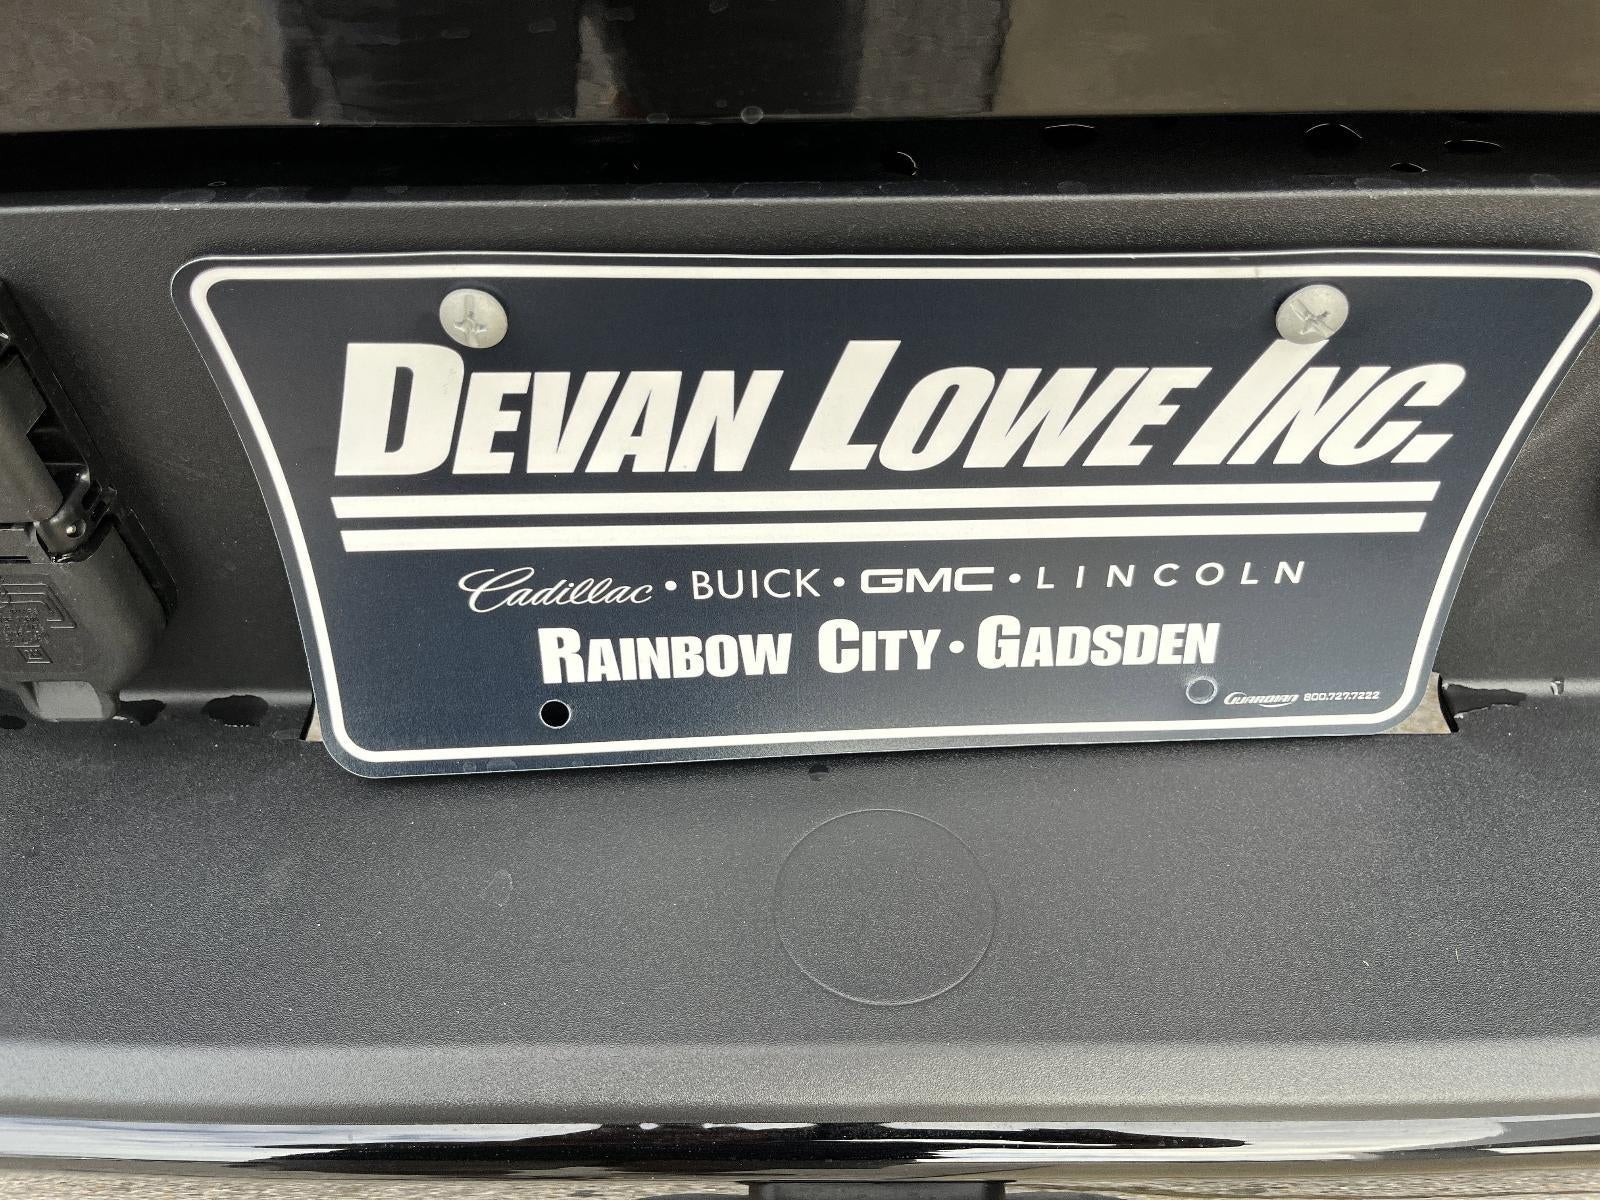 DEVAN LOWE INC.
Cadillac • BUICK • GMC • LINCOLN
RAINBOW CITY • GADSDEN
GUARDIAN 800.727.7222